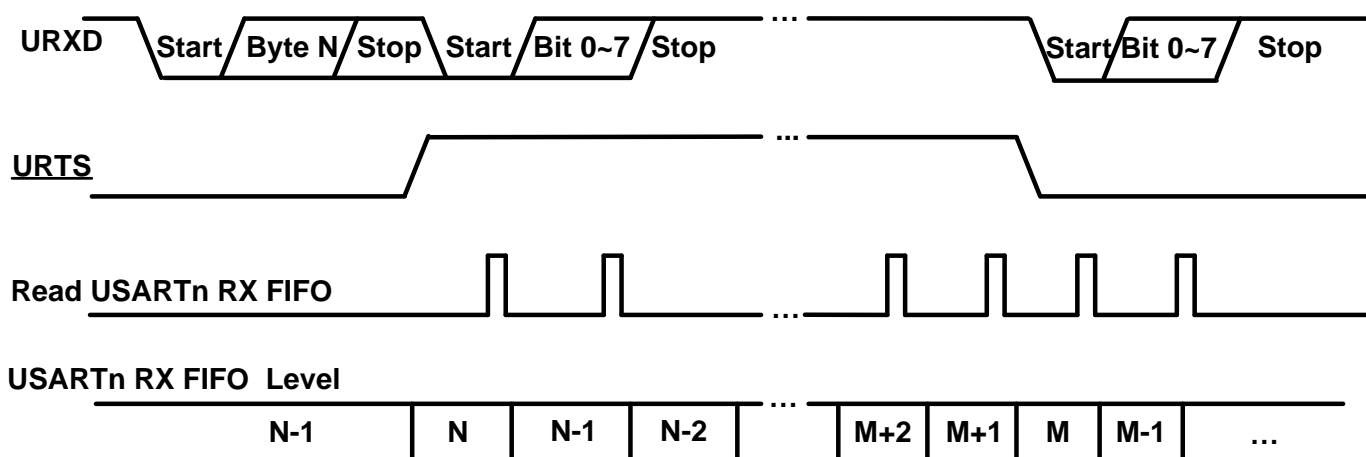 ...
URXD Start Byte N Stop Start Bit 0~7 Stop Start Bit 0~7 Stop
...
URTS
Read USARTn RX FIFO
...
USARTn RX FIFO Level
...
N-1 N N-1 N-2 M+2 M+1 M M-1 ...